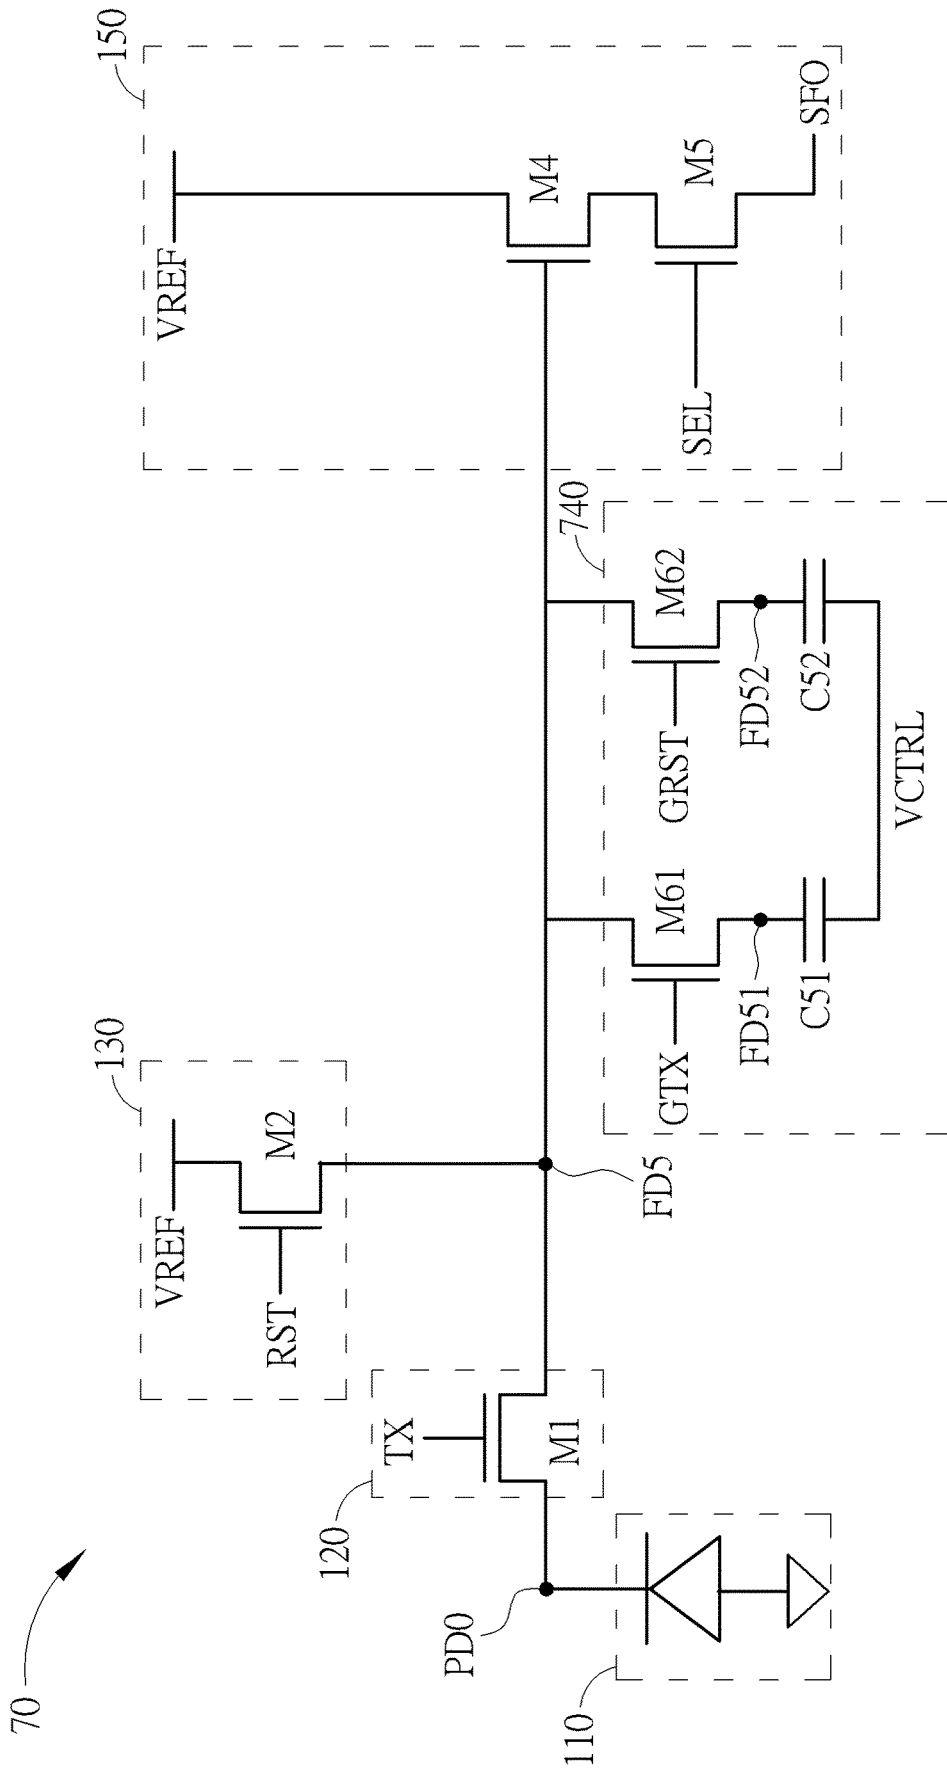 70
150
VREF
M4
M5
SFO
SEL
130
VREF
M2
RST
740
M62
GRST
FD52
C52
M61
GTX
FD51
C51
VCTRL
FD5
120
TX
M1
PD0
110